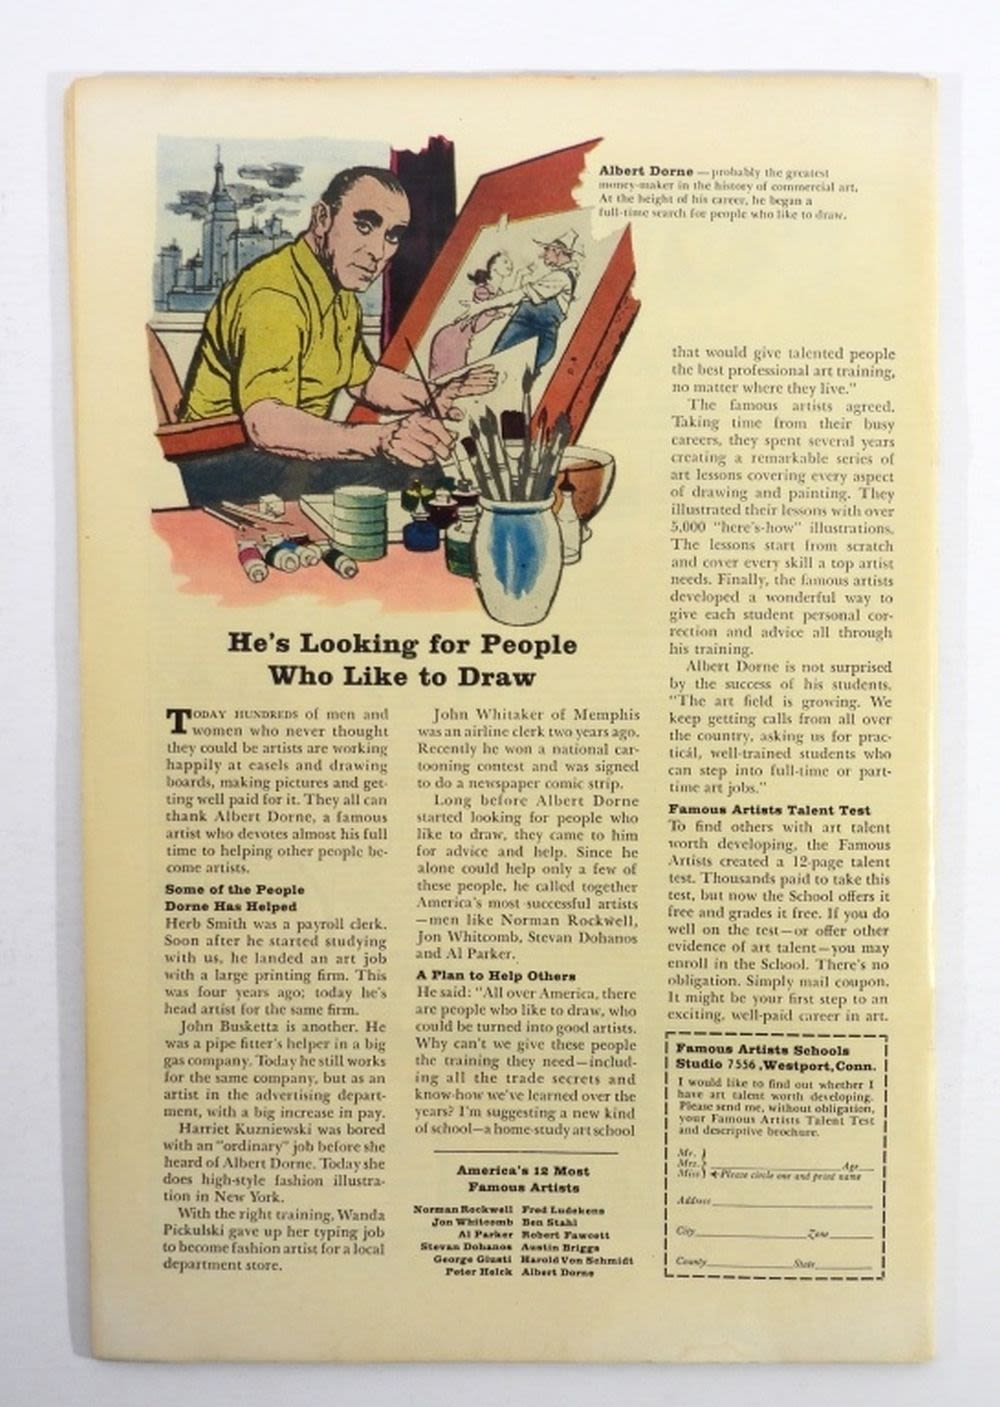 Albert Dorne — probably the greatest
money-maker in the history of commercial art.
At the height of his career, he began a
full-time search for people who like to draw.
He's Looking for People
Who Like to Draw
TODAY HUNDREDS of men and
women who never thought
they could be artists are working
happily at easels and drawing
boards, making pictures and get-
ting well paid for it. They all can
thank Albert Dorne, a famous
artist who devotes almost his full
time to helping other people be-
come artists.
Some of the People
Dorne Has Helped
Herb Smith was a payroll clerk.
Soon after he started studying
with us, he landed an art job
with a large printing firm. This
was four years ago; today he's
head artist for the same firm.
John Busketta is another. He
was a pipe fitter's helper in a big
gas company. Today he still works
for the same company, but as an
artist in the advertising depart-
ment, with a big increase in pay.
Harriet Kuzniewski was bored
with an "ordinary" job before she
heard of Albert Dorne. Today she
does high-style fashion illustra-
tion in New York.
With the right training, Wanda
Pickulski gave up her typing job
to become fashion artist for a local
department store.
John Whitaker of Memphis
was an airline clerk two years ago.
Recently he won a national car-
tooning contest and was signed
to do a newspaper comic strip.
Long before Albert Dorne
started looking for people who
like to draw, they came to him
for advice and help. Since he
alone could help only a few of
these people, he called together
America's most successful artists
—men like Norman Rockwell,
Jon Whitcomb, Stevan Dohanos
and Al Parker.
A Plan to Help Others
He said: "All over America, there
are people who like to draw, who
could be turned into good artists.
Why can't we give these people
the training they need—includ-
ing all the trade secrets and
know-how we've learned over the
years? I'm suggesting a new kind
of school—a home-study art school
America's 12 Most
Famous Artists
Norman Rockwell Fred Ludekens
Jon Whitcomb Ben Stahl
Al Parker Robert Fawcett
Stevan Dohanos Austin Briggs
George Giusti Harold Von Schmidt
Peter Helck Albert Dorne
that would give talented people
the best professional art training,
no matter where they live."
The famous artists agreed.
Taking time from their busy
careers, they spent several years
creating a remarkable series of
art lessons covering every aspect
of drawing and painting. They
illustrated their lessons with over
5,000 "here's-how" illustrations.
The lessons start from scratch
and cover every skill a top artist
needs. Finally, the famous artists
developed a wonderful way to
give each student personal cor-
rection and advice all through
his training.
Albert Dorne is not surprised
by the success of his students.
"The art field is growing. We
keep getting calls from all over
the country, asking us for prac-
tical, well-trained students who
can step into full-time or part-
time art jobs."
Famous Artists Talent Test
To find others with art talent
worth developing, the Famous
Artists created a 12-page talent
test. Thousands paid to take this
test, but now the School offers it
free and grades it free. If you do
well on the test—or offer other
evidence of art talent—you may
enroll in the School. There's no
obligation. Simply mail coupon.
It might be your first step to an
exciting, well-paid career in art.
Famous Artists Schools
Studio 7556, Westport, Conn.
I would like to find out whether I
have art talent worth developing.
Please send me, without obligation,
your Famous Artists Talent Test
and descriptive brochure.
Mr.
Mrs. Age
Miss Please circle one and print name
Address
City Zone
County State